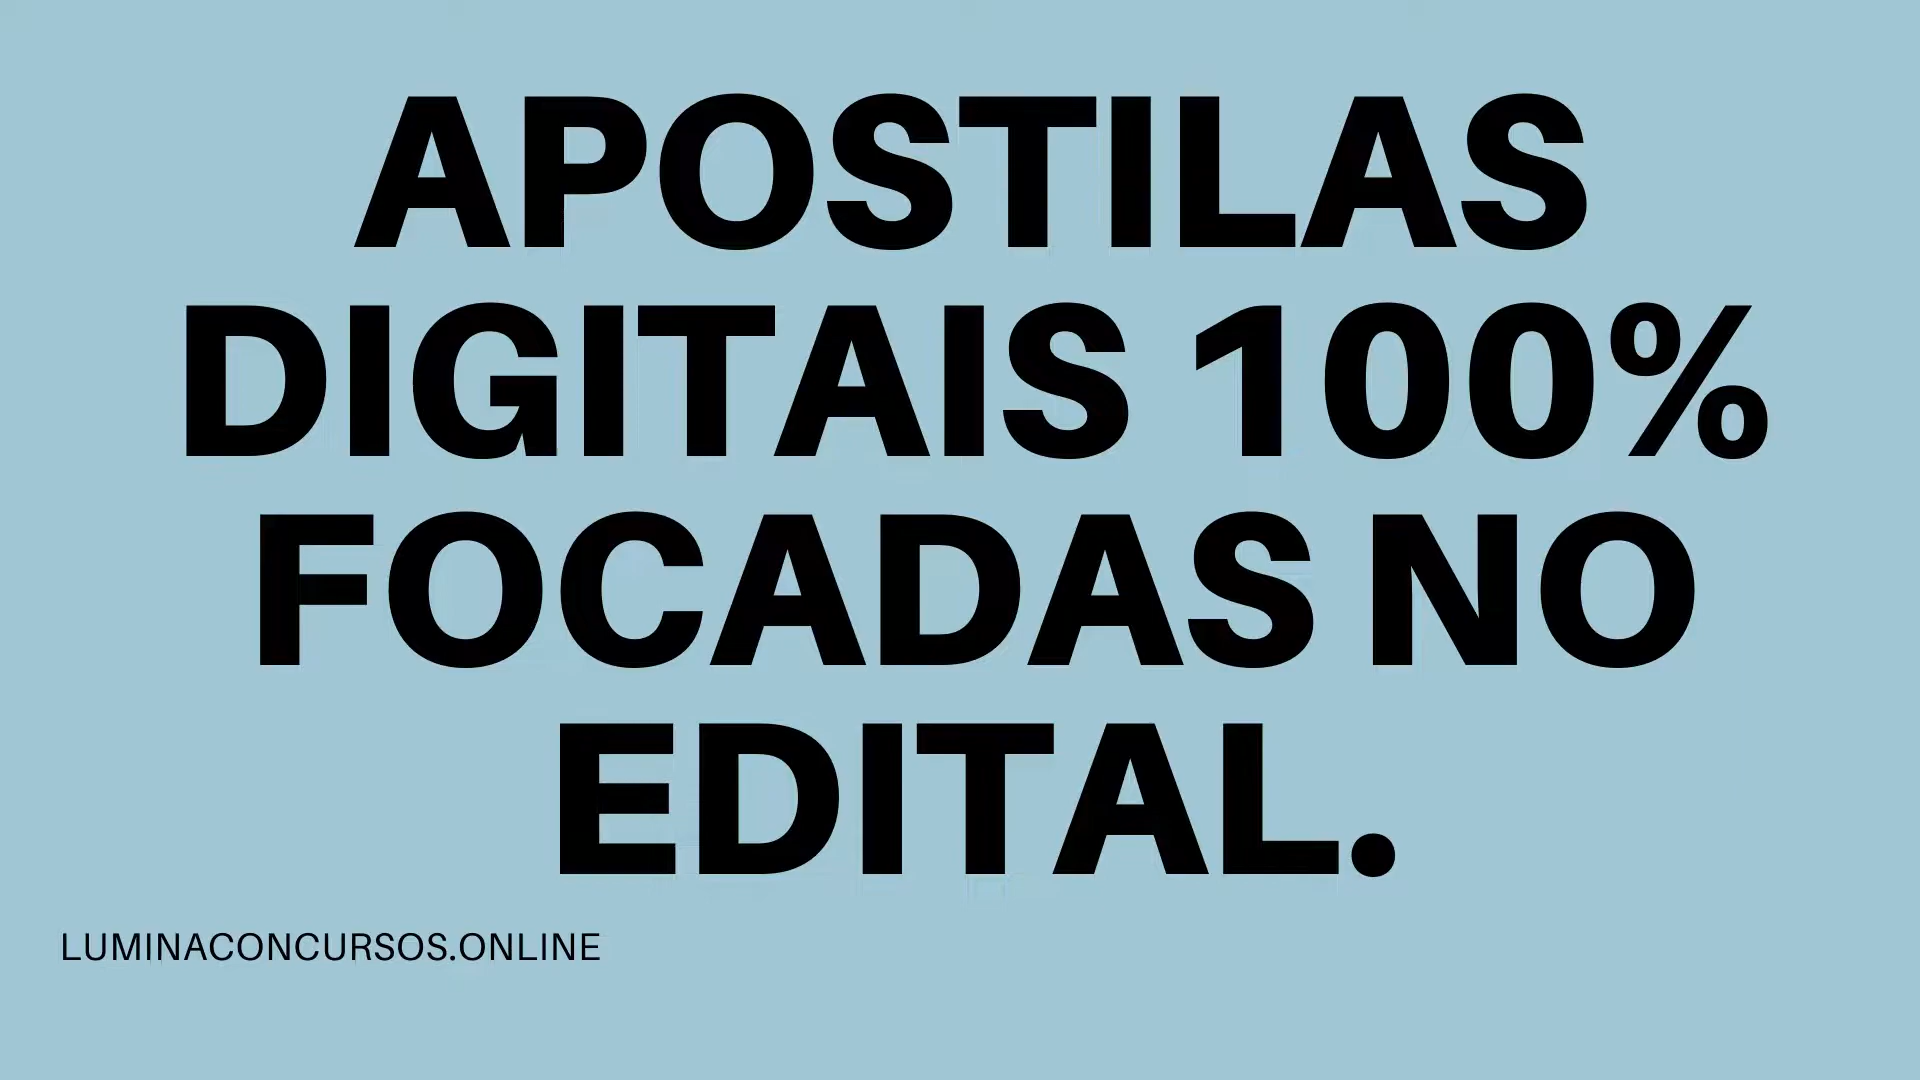 APOSTILAS
DIGITAIS 100%
FOCADAS NO
EDITAL.
LUMINACONCURSOS.ONLINE